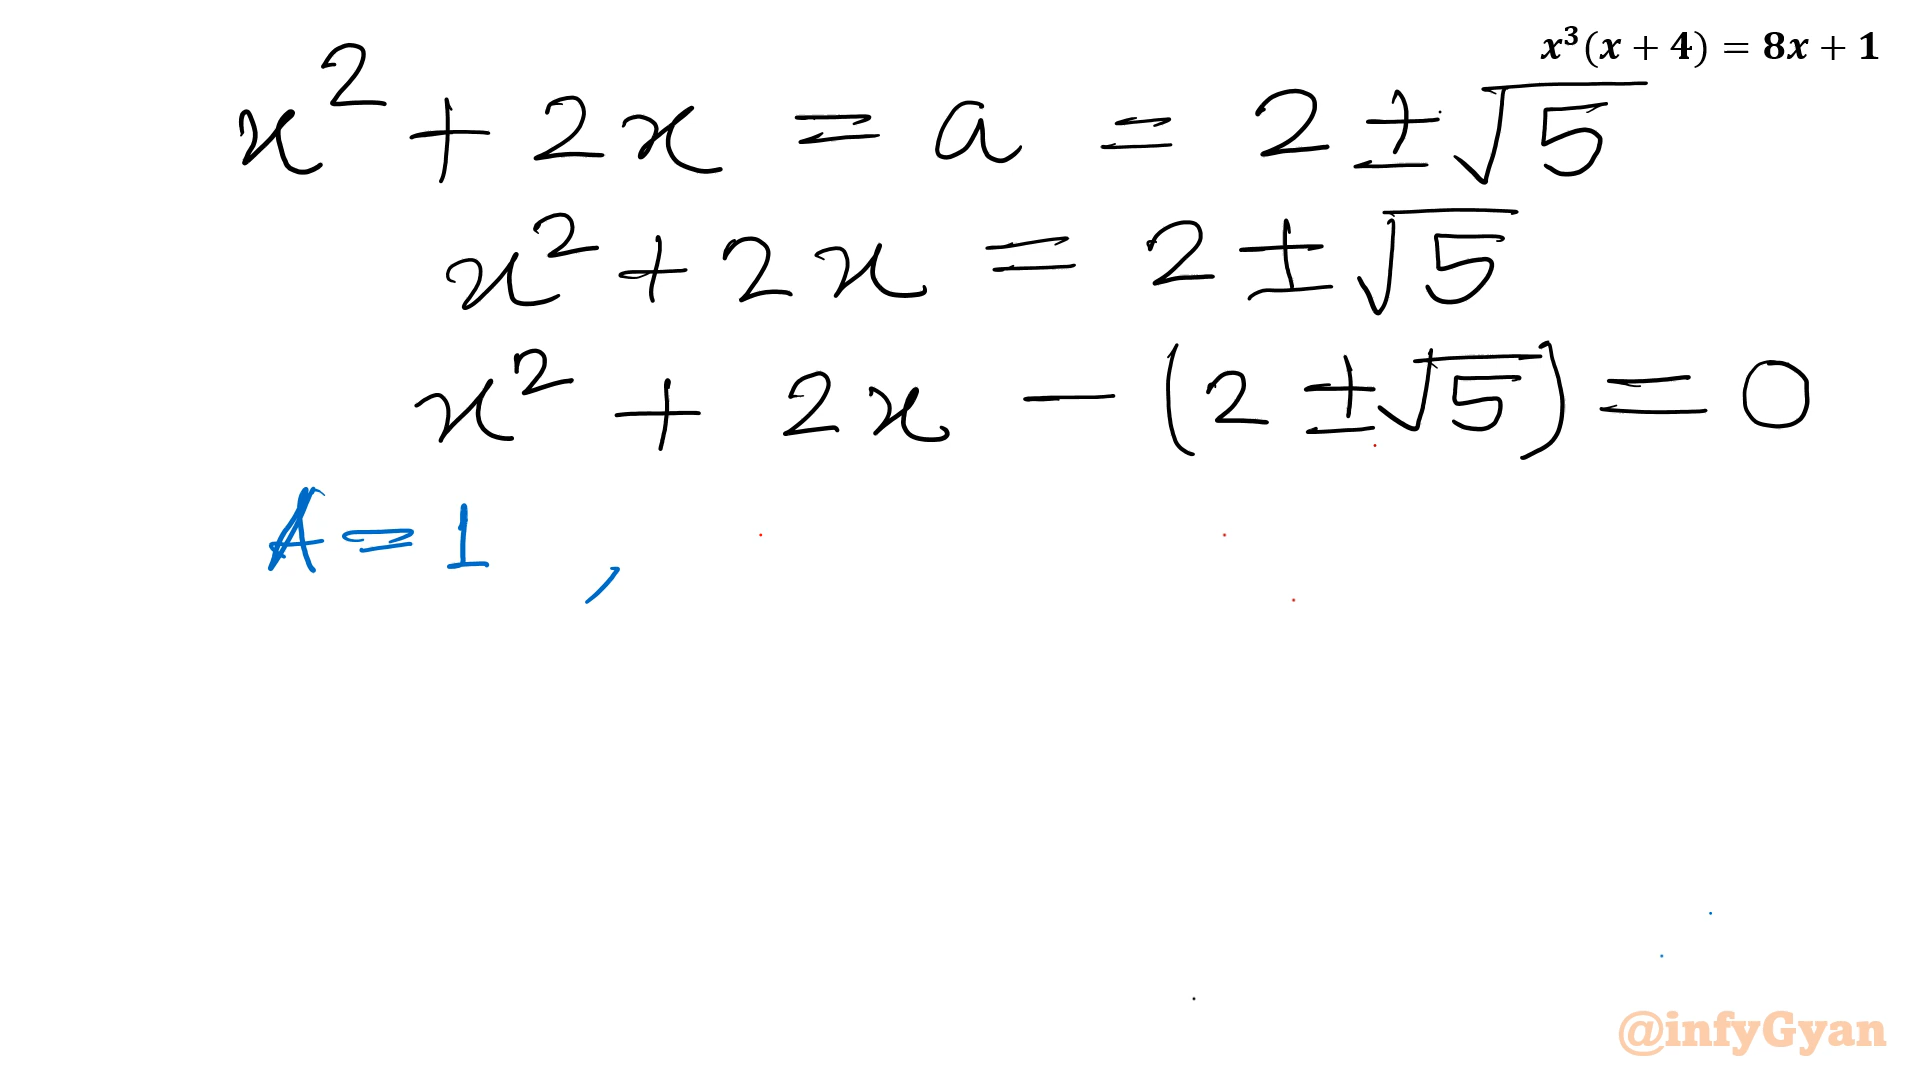 x³(x + 4) = 8x + 1
x² + 2x = a = 2 ± √5
x² + 2x = 2 ± √5
x² + 2x − (2 ± √5) = 0
A = 1 ,
@infyGyan